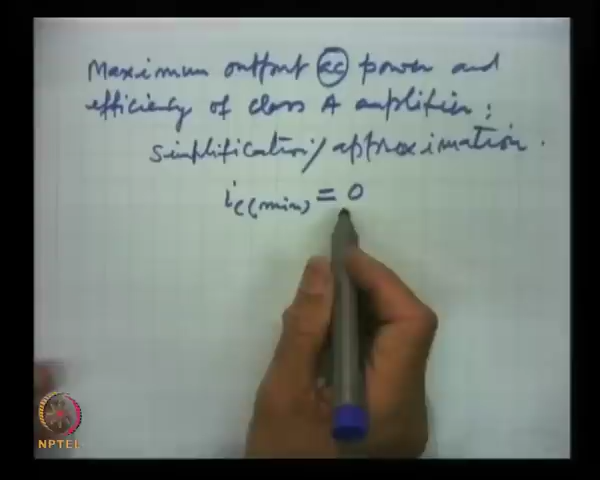 Maximum output ac power and
efficiency of class A amplifier:
simplification/approximation.
iC(min) = 0
NPTEL